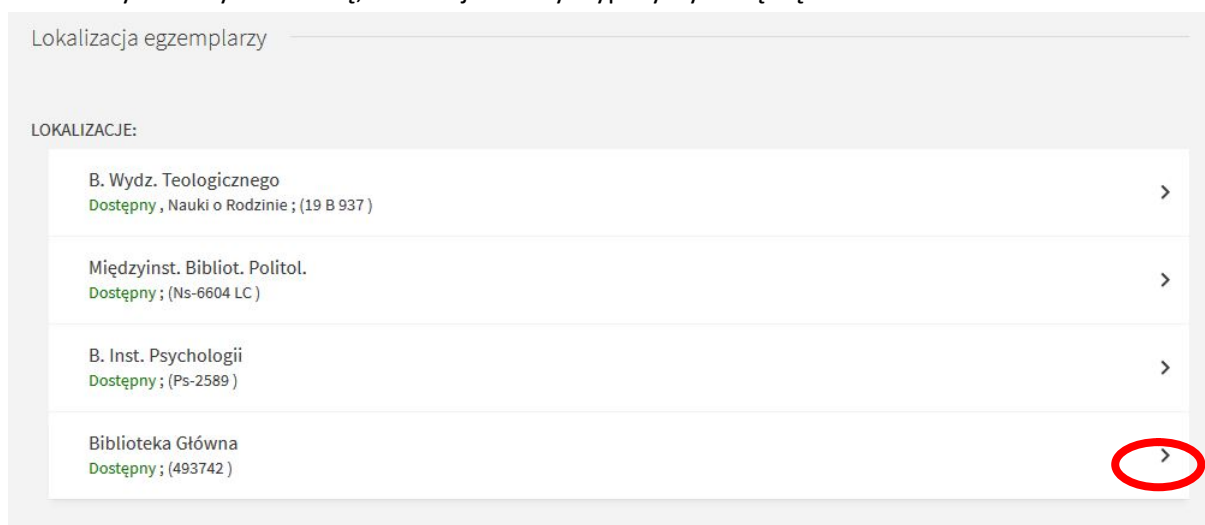 Lokalizacja egzemplarzy
LOKALIZACJE:
B. Wydz. Teologicznego
Dostępny , Nauki o Rodzinie ; (19 B 937 )
Międzyinst. Bibliot. Politol.
Dostępny ; (Ns-6604 LC )
B. Inst. Psychologii
Dostępny ; (Ps-2589 )
Biblioteka Główna
Dostępny ; (493742 )